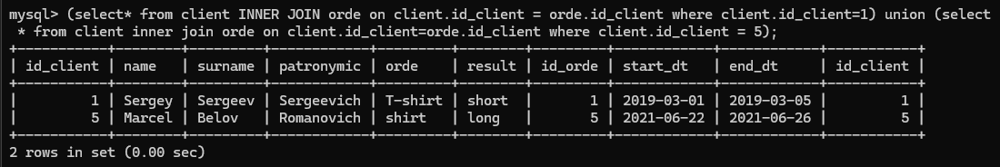 mysql> (select* from client INNER JOIN orde on client.id_client = orde.id_client where client.id_client=1) union (select
 * from client inner join orde on client.id_client=orde.id_client where client.id_client = 5);
+-----------+--------+---------+------------+---------+--------+---------+------------+------------+-----------+
| id_client | name   | surname | patronymic | orde    | result | id_orde | start_dt   | end_dt     | id_client |
+-----------+--------+---------+------------+---------+--------+---------+------------+------------+-----------+
|         1 | Sergey | Sergeev | Sergeevich | T-shirt | short  |       1 | 2019-03-01 | 2019-03-05 |         1 |
|         5 | Marcel | Belov   | Romanovich | shirt   | long   |       5 | 2021-06-22 | 2021-06-26 |         5 |
+-----------+--------+---------+------------+---------+--------+---------+------------+------------+-----------+
2 rows in set (0.00 sec)